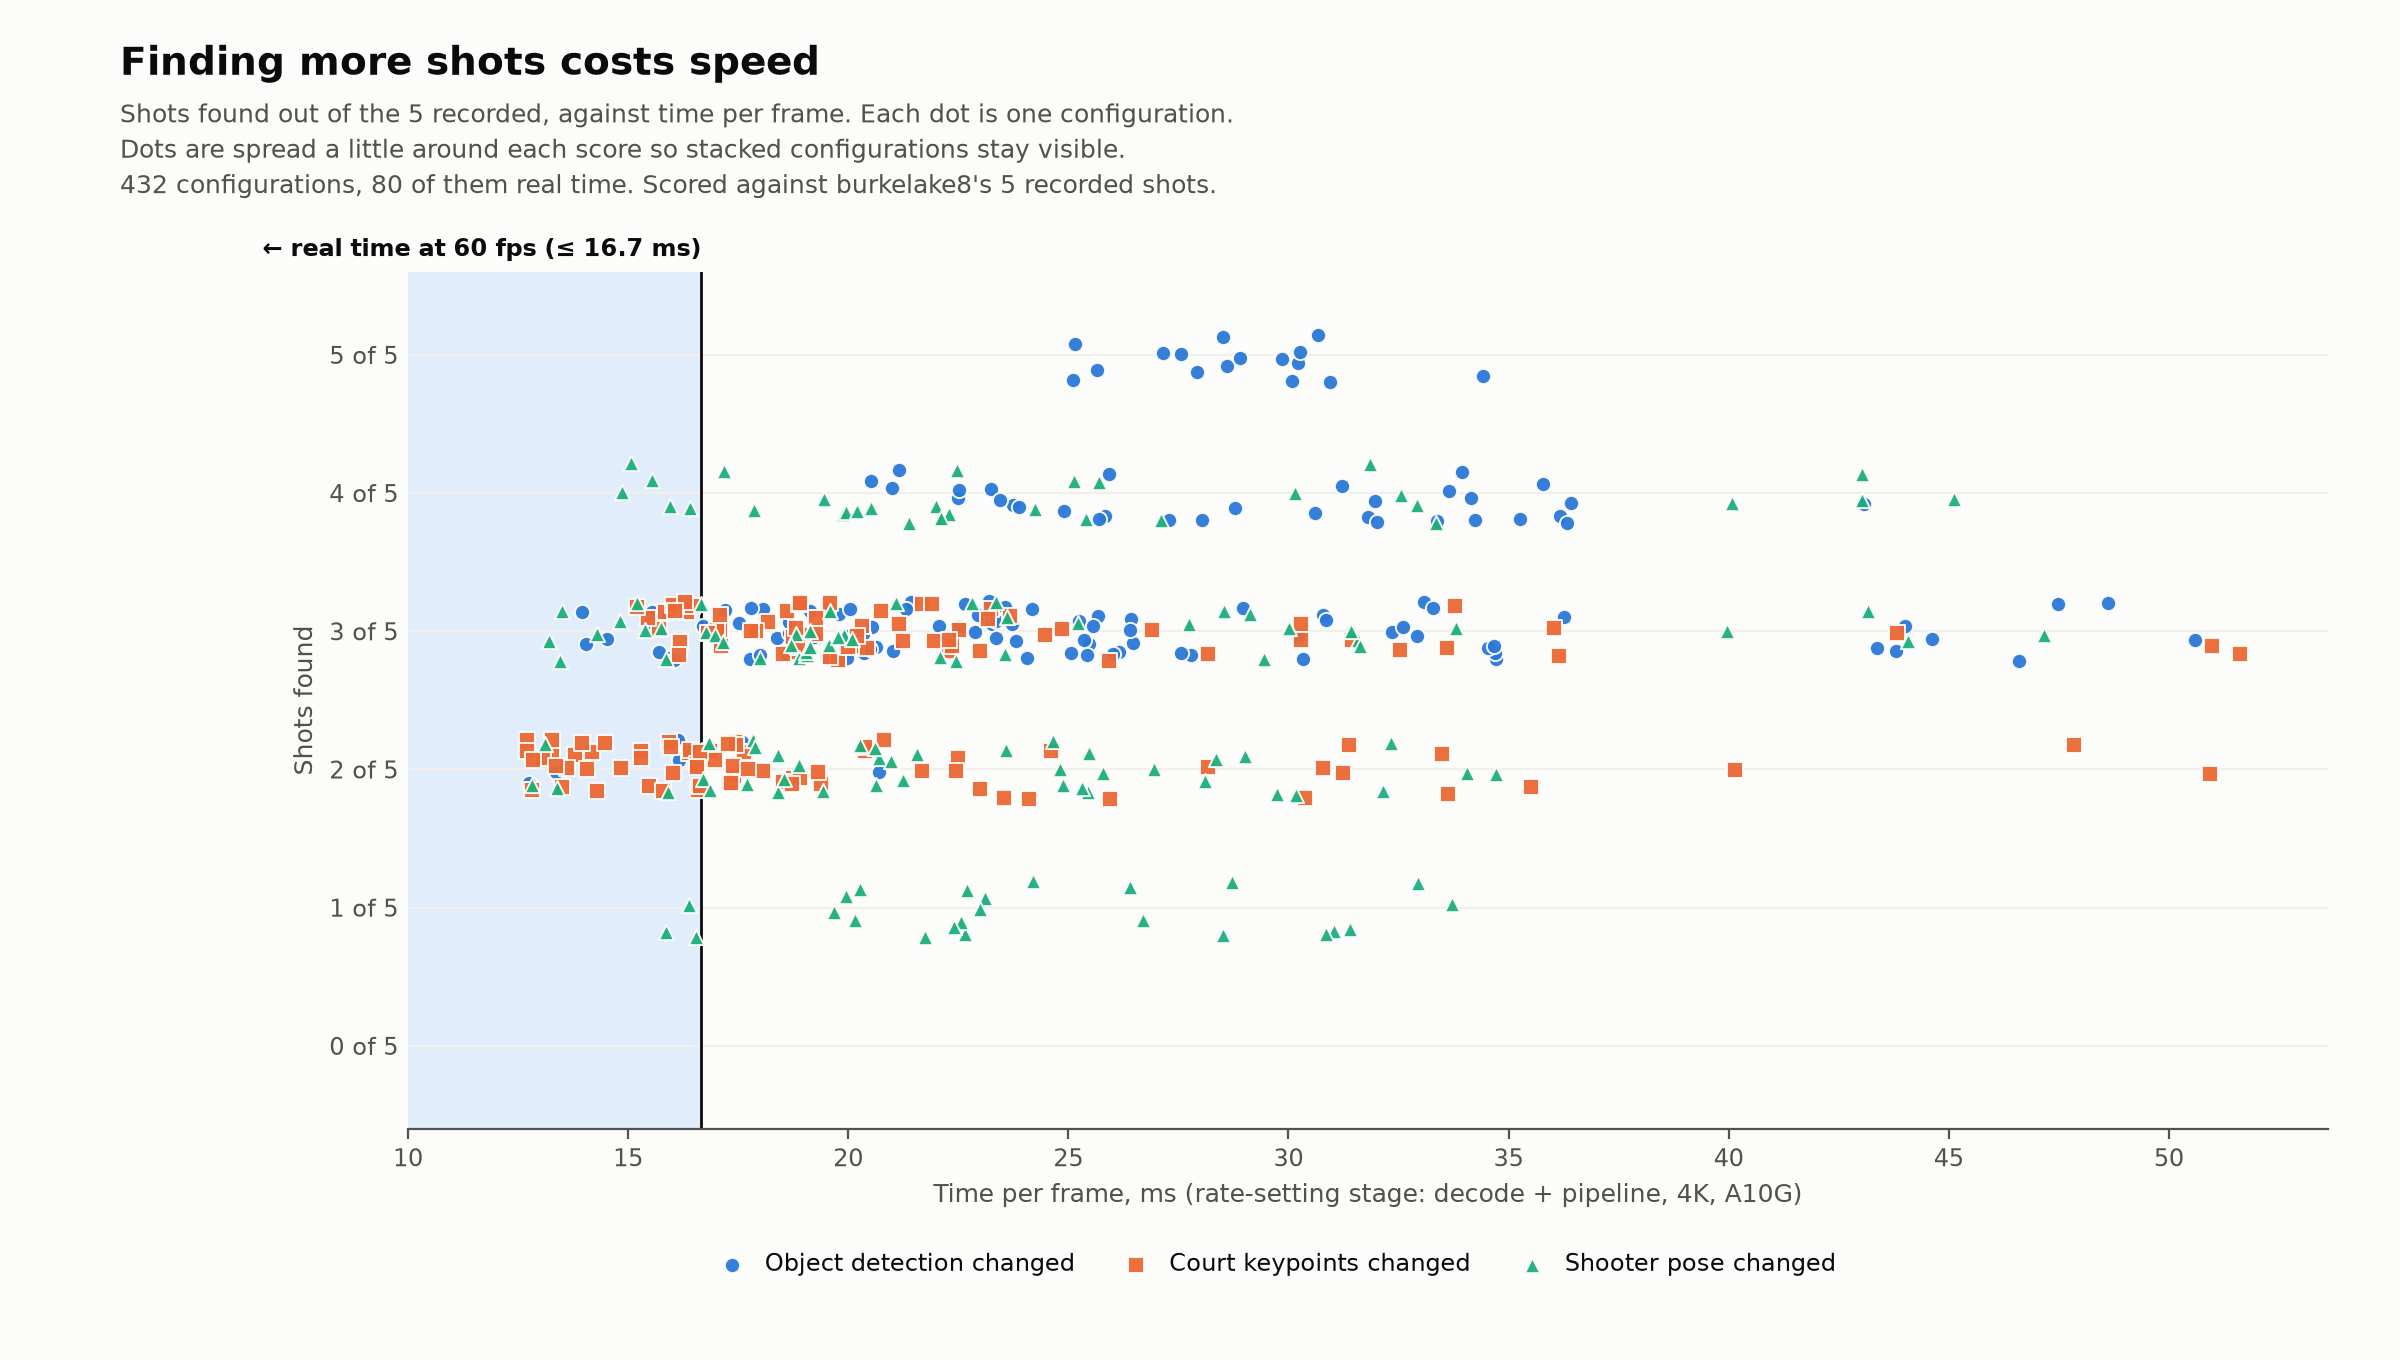 Finding more shots costs speed
Shots found out of the 5 recorded, against time per frame. Each dot is one configuration.
Dots are spread a little around each score so stacked configurations stay visible.
432 configurations, 80 of them real time. Scored against burkelake8's 5 recorded shots.
← real time at 60 fps (≤ 16.7 ms)
5 of 5
4 of 5
3 of 5
2 of 5
1 of 5
0 of 5
Shots found
10 15 20 25 30 35 40 45 50
Time per frame, ms (rate-setting stage: decode + pipeline, 4K, A10G)
Object detection changed Court keypoints changed Shooter pose changed